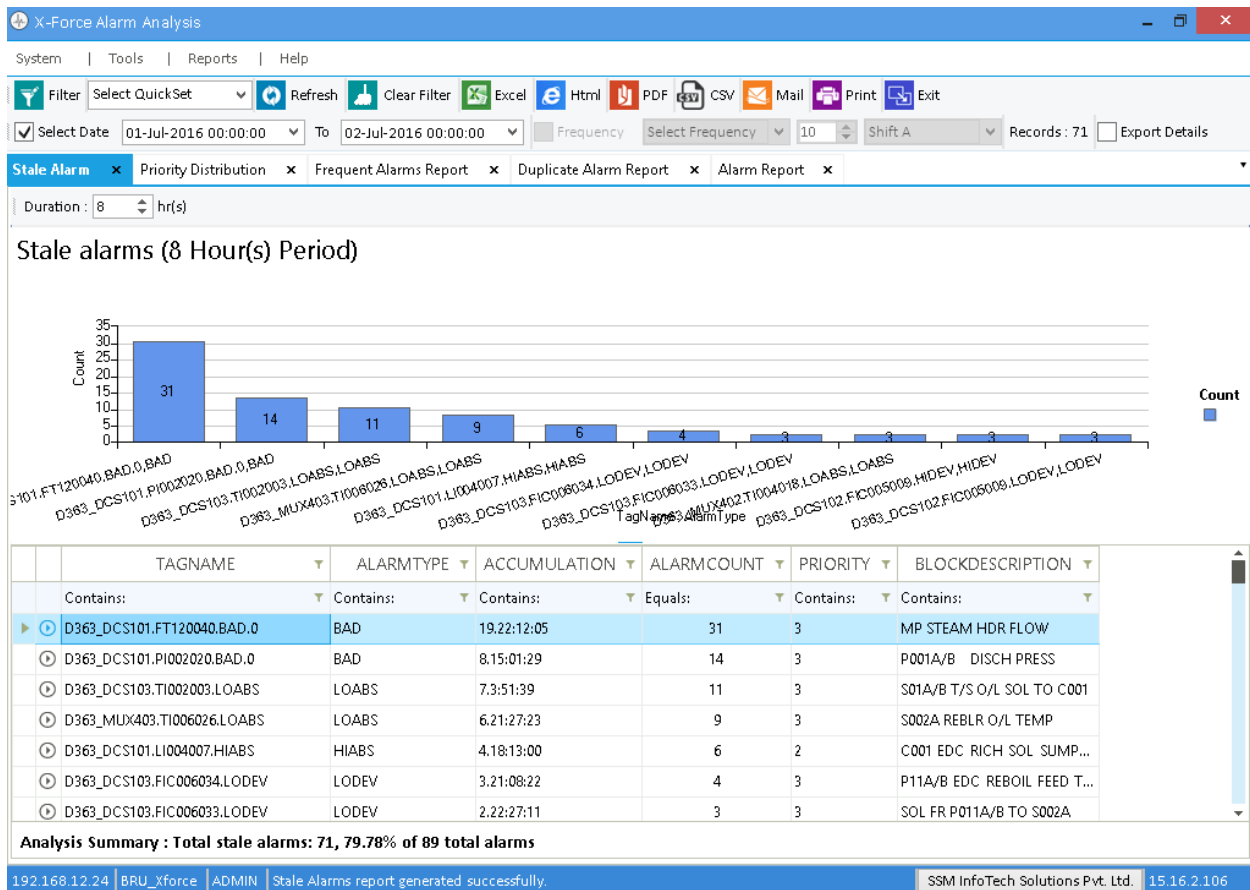 X-Force Alarm Analysis
System | Tools | Reports | Help
Filter Select QuickSet Refresh Clear Filter Excel Html PDF CSV Mail Print Exit
Select Date 01-Jul-2016 00:00:00 To 02-Jul-2016 00:00:00 Frequency Select Frequency 10 Shift A Records : 71 Export Details
Stale Alarm x Priority Distribution x Frequent Alarms Report x Duplicate Alarm Report x Alarm Report x
Duration : 8 hr(s)
Stale alarms (8 Hour(s) Period)
Count
35
30
25
20
15
10
5
0
31 14 11 9 6 4 3 3 3 3
Count
S101.FT120040.BAD.0,BAD
D363_DCS101.PI002020.BAD.0,BAD
D363_DCS103.TI002003.LOABS,LOABS
D363_MUX403.TI006026.LOABS,LOABS
D363_DCS101.LI004007.HIABS,HIABS
D363_DCS103.FIC006034.LODEV,LODEV
D363_DCS103.FIC006033.LODEV,LODEV
D363_MUX402.TI004018.LOABS,LOABS
D363_DCS102.FIC005009.HIDEV,HIDEV
D363_DCS102.FIC005009.LODEV,LODEV
TagName, AlarmType
TAGNAME ALARMTYPE ACCUMULATION ALARMCOUNT PRIORITY BLOCKDESCRIPTION
Contains: Contains: Contains: Equals: Contains: Contains:
D363_DCS101.FT120040.BAD.0 BAD 19.22:12:05 31 3 MP STEAM HDR FLOW
D363_DCS101.PI002020.BAD.0 BAD 8.15:01:29 14 3 P001A/B DISCH PRESS
D363_DCS103.TI002003.LOABS LOABS 7.3:51:39 11 3 S01A/B T/S O/L SOL TO C001
D363_MUX403.TI006026.LOABS LOABS 6.21:27:23 9 3 S002A REBLR O/L TEMP
D363_DCS101.LI004007.HIABS HIABS 4.18:13:00 6 2 C001 EDC RICH SOL SUMP...
D363_DCS103.FIC006034.LODEV LODEV 3.21:08:22 4 3 P11A/B EDC REBOIL FEED T...
D363_DCS103.FIC006033.LODEV LODEV 2.22:27:11 3 3 SOL FR P011A/B TO S002A
Analysis Summary : Total stale alarms: 71, 79.78% of 89 total alarms
192.168.12.24 BRU_Xforce ADMIN Stale Alarms report generated successfully. SSM InfoTech Solutions Pvt. Ltd. 15.16.2.106